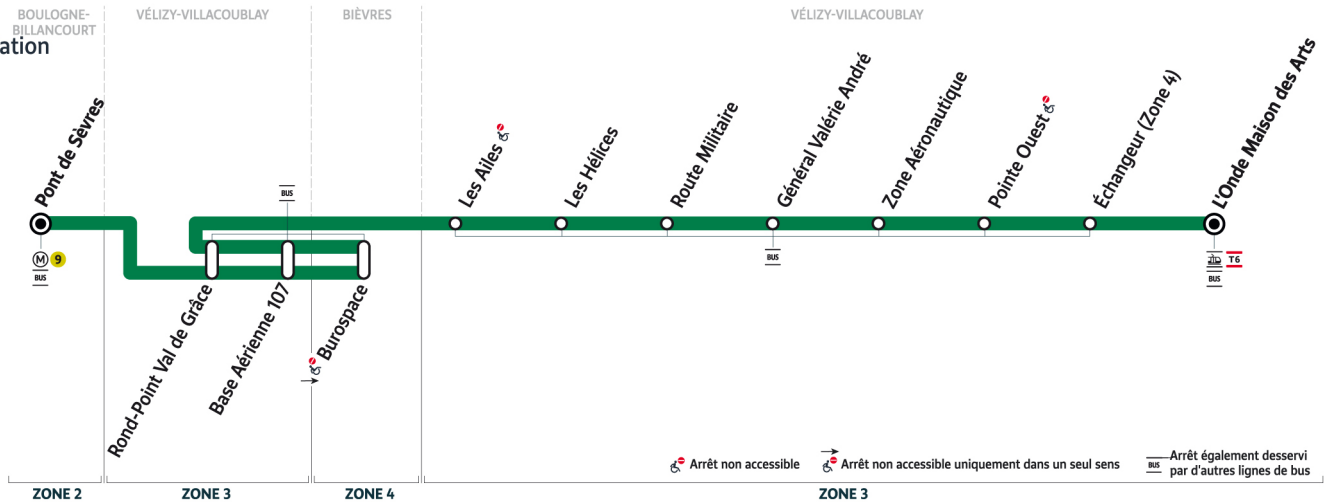 BOULOGNE-
BILLANCOURT
VÉLIZY-VILLACOUBLAY
BIÈVRES
VÉLIZY-VILLACOUBLAY
ation
Pont de Sèvres
M 9
BUS
Rond-Point Val de Grâce
BUS
Base Aérienne 107
Burospace
Les Ailes
Les Hélices
Route Militaire
Général Valérie André
BUS
Zone Aéronautique
Pointe Ouest
Échangeur (Zone 4)
L'Onde Maison des Arts
T6
BUS
Arrêt non accessible
Arrêt non accessible uniquement dans un seul sens
BUS
Arrêt également desservi
par d'autres lignes de bus
ZONE 2
ZONE 3
ZONE 4
ZONE 3